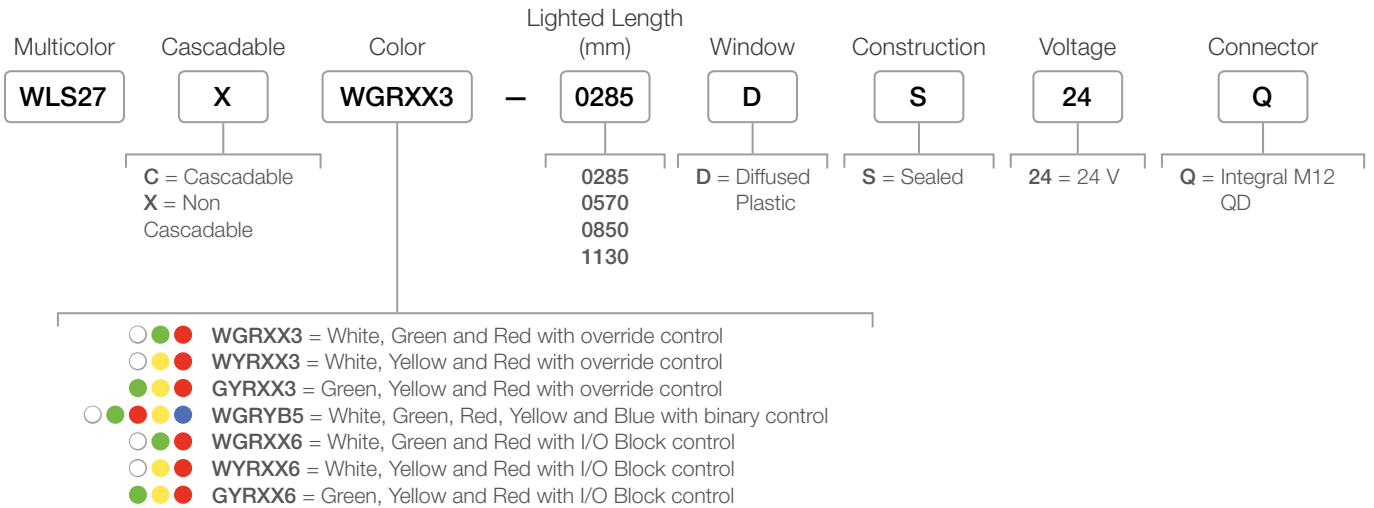 Multicolor Cascadable Color Lighted Length (mm) Window Construction Voltage Connector
WLS27 X WGRXX3 – 0285 D S 24 Q
C = Cascadable
X = Non
Cascadable
0285
0570
0850
1130
D = Diffused
Plastic
S = Sealed
24 = 24 V
Q = Integral M12
QD
WGRXX3 = White, Green and Red with override control
WYRXX3 = White, Yellow and Red with override control
GYRXX3 = Green, Yellow and Red with override control
WGRYB5 = White, Green, Red, Yellow and Blue with binary control
WGRXX6 = White, Green and Red with I/O Block control
WYRXX6 = White, Yellow and Red with I/O Block control
GYRXX6 = Green, Yellow and Red with I/O Block control